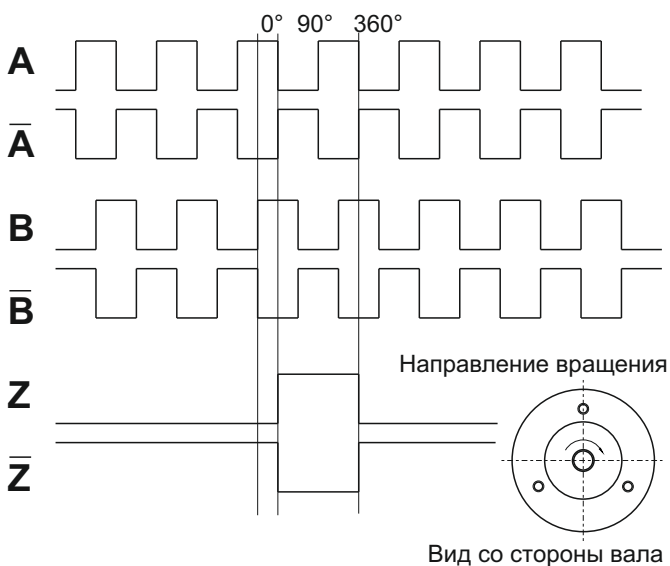 0° 90° 360°
A
A̅
B
B̅
Z
Z̅
Направление вращения
Вид со стороны вала